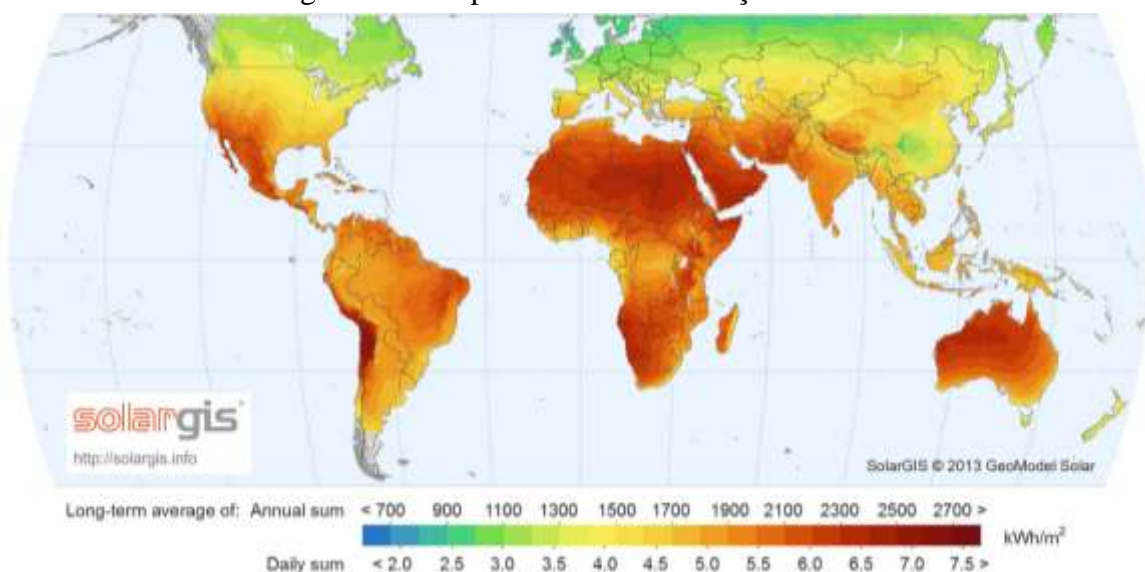 solargis
http://solargis.info
SolarGIS © 2013 GeoModel Solar
Long-term average of: Annual sum < 700 900 1100 1300 1500 1700 1900 2100 2300 2500 2700 >
kWh/m²
Daily sum < 2.0 2.5 3.0 3.5 4.0 4.5 5.0 5.5 6.0 6.5 7.0 7.5 >